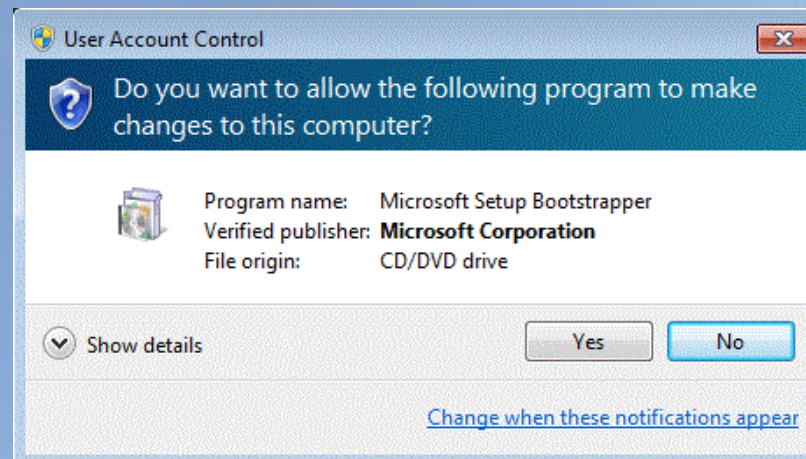 User Account Control
Do you want to allow the following program to make
changes to this computer?
Program name: Microsoft Setup Bootstrapper
Verified publisher: Microsoft Corporation
File origin: CD/DVD drive
Show details Yes No
Change when these notifications appear